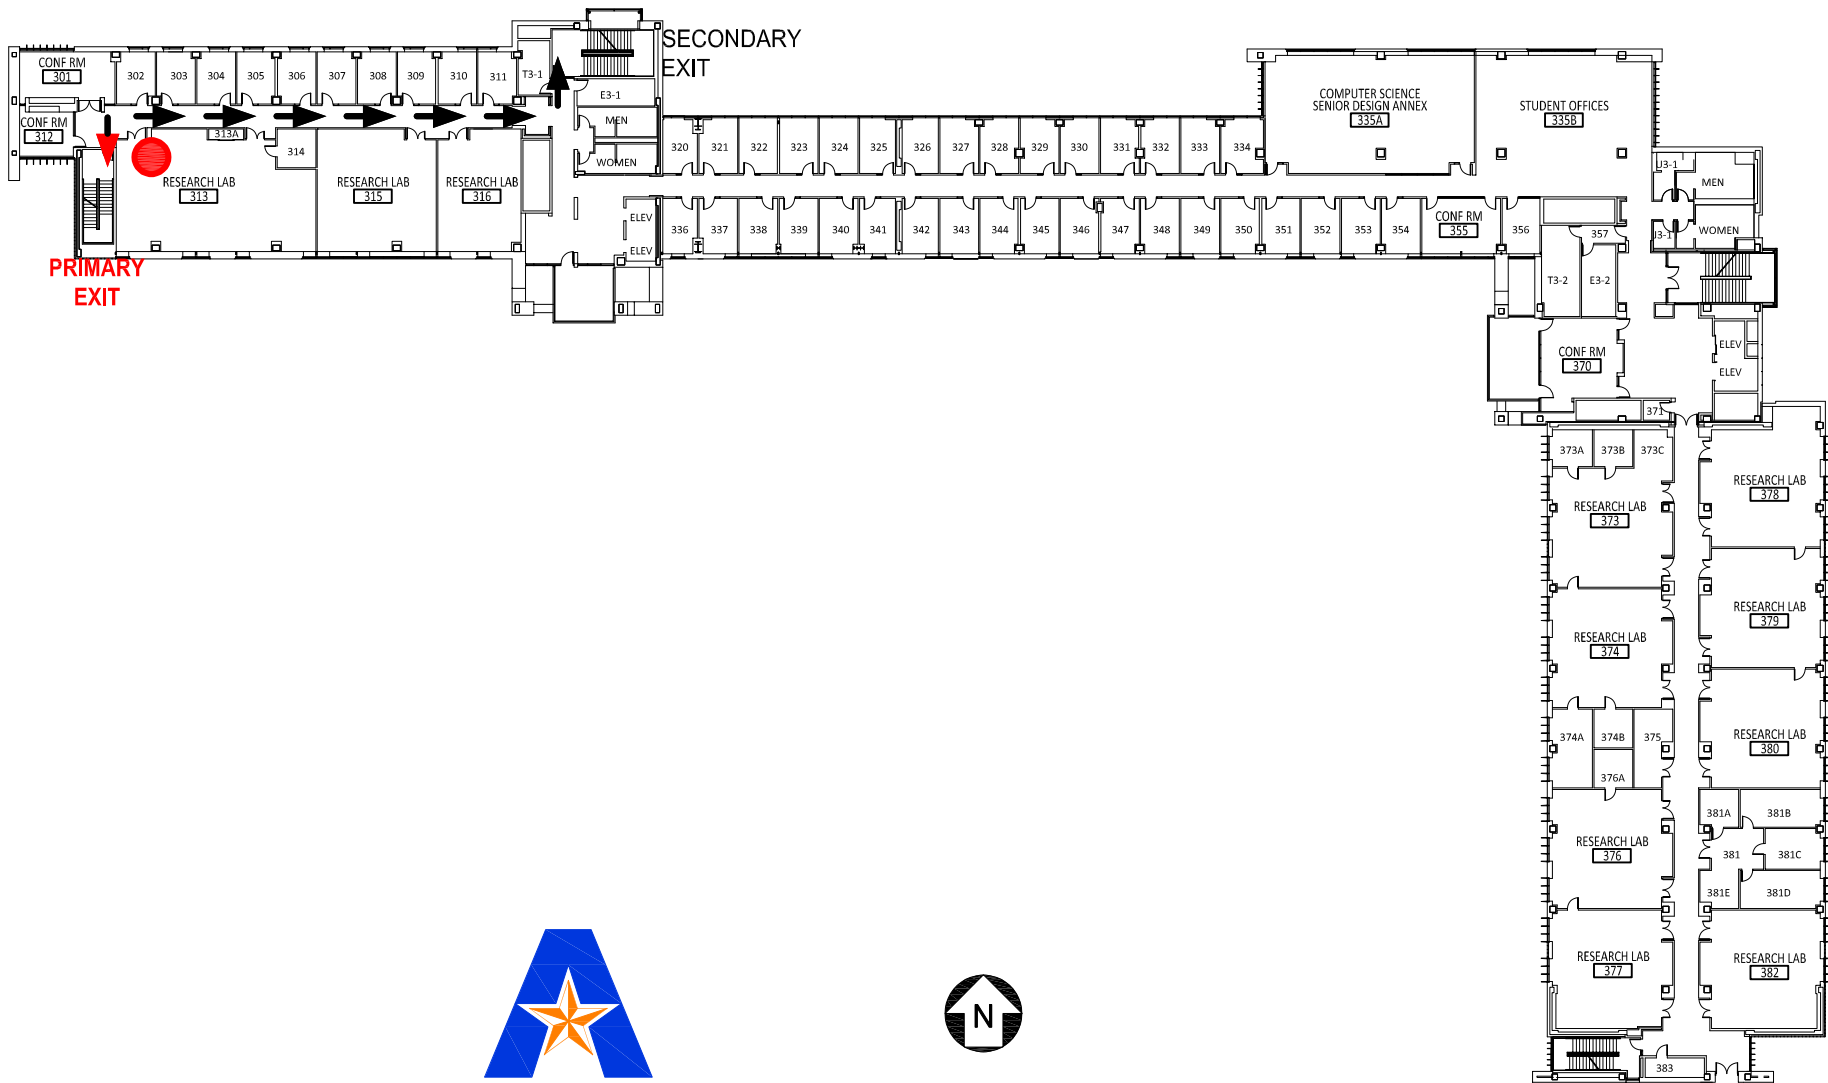 SECONDARY
EXIT
CONF RM
301
302
303
304
305
306
307
308
309
310
311
T3-1
E3-1
MEN
WOMEN
CONF RM
312
313A
314
RESEARCH LAB
313
RESEARCH LAB
315
RESEARCH LAB
316
PRIMARY
EXIT
ELEV
ELEV
320
321
322
323
324
325
326
327
328
329
330
331
332
333
334
COMPUTER SCIENCE
SENIOR DESIGN ANNEX
335A
STUDENT OFFICES
335B
336
337
338
339
340
341
342
343
344
345
346
347
348
349
350
351
352
353
354
CONF RM
355
356
357
J3-1
MEN
WOMEN
J3-1
T3-2
E3-2
CONF RM
370
ELEV
ELEV
371
373A
373B
373C
RESEARCH LAB
373
RESEARCH LAB
378
RESEARCH LAB
374
RESEARCH LAB
379
374A
374B
375
376A
RESEARCH LAB
380
RESEARCH LAB
376
381A
381B
381
381C
381E
381D
RESEARCH LAB
377
RESEARCH LAB
382
383
N